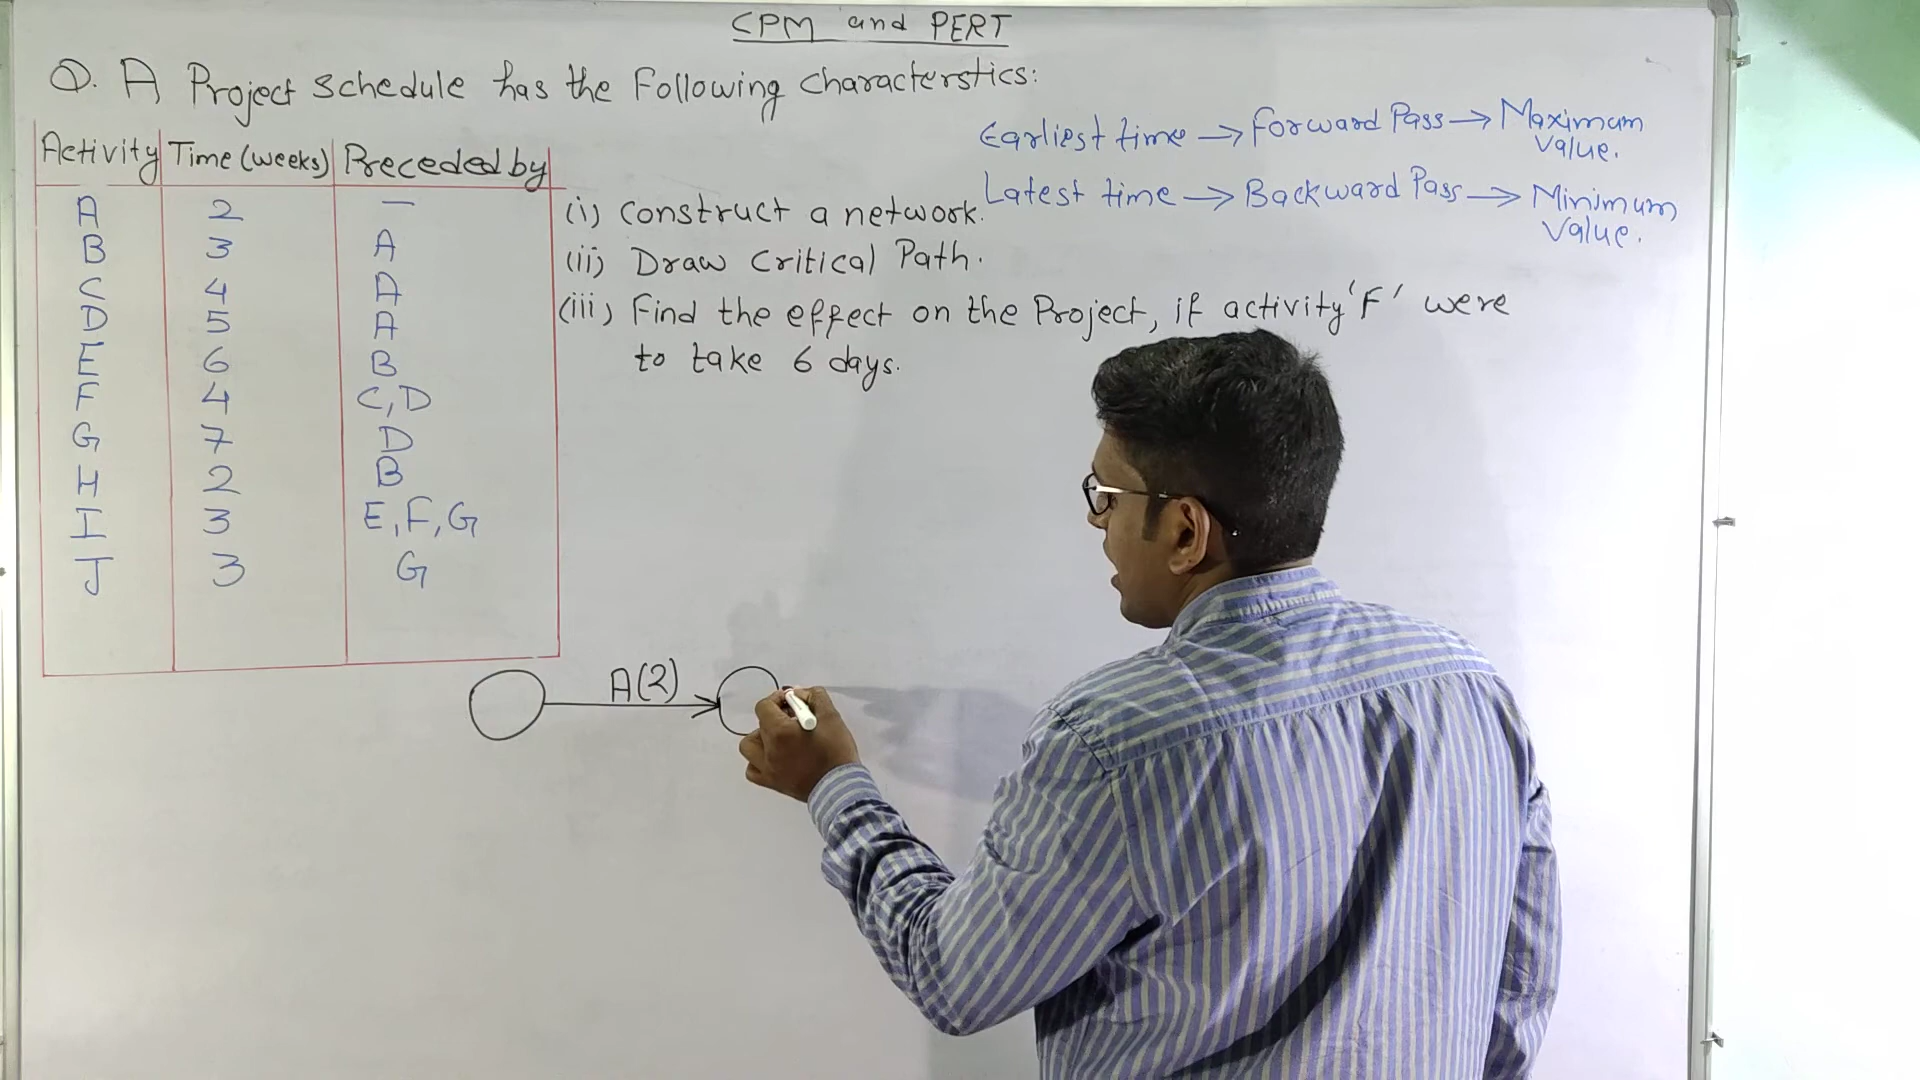 CPM and PERT
Q. A Project schedule has the Following characterstics:
Activity Time (weeks) Preceded by
A 2 —
B 3 A
C 4 A
D 5 A
E 6 B
F 4 C, D
G 7 D
H 2 B
I 3 E, F, G
J 3 G
Earliest time → Forward Pass → Maximum
Value.
Latest time → Backward Pass → Minimum
Value.
(i) Construct a network.
(ii) Draw Critical Path.
(iii) Find the effect on the Project, if activity 'F' were
to take 6 days.
A(2)